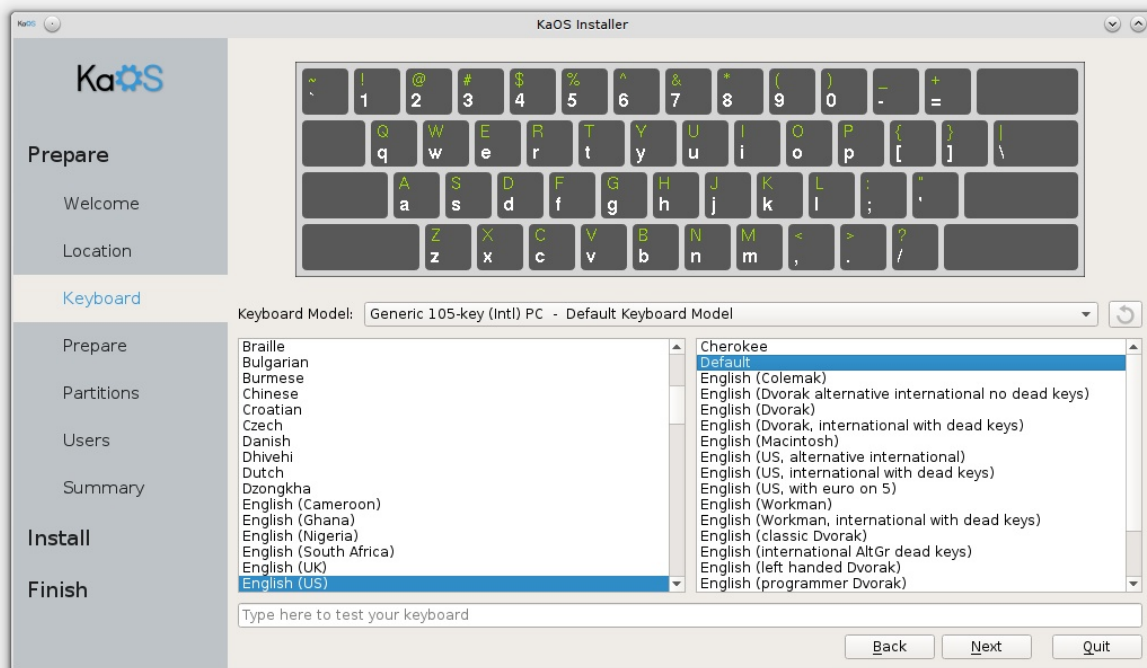 KaOS
KaOS Installer
KaOS
Prepare
Welcome
Location
Keyboard
Prepare
Partitions
Users
Summary
Install
Finish
~ ! @ # $ % ^ & * ( ) _ +
` 1 2 3 4 5 6 7 8 9 0 - =
Q W E R T Y U I O P { } |
q w e r t y u i o p [ ] \
A S D F G H J K L : "
a s d f g h j k l ; '
Z X C V B N M < > ?
z x c v b n m , . /
Keyboard Model: Generic 105-key (Intl) PC - Default Keyboard Model
Braille
Bulgarian
Burmese
Chinese
Croatian
Czech
Danish
Dhivehi
Dutch
Dzongkha
English (Cameroon)
English (Ghana)
English (Nigeria)
English (South Africa)
English (UK)
English (US)
Cherokee
Default
English (Colemak)
English (Dvorak alternative international no dead keys)
English (Dvorak)
English (Dvorak, international with dead keys)
English (Macintosh)
English (US, alternative international)
English (US, international with dead keys)
English (US, with euro on 5)
English (Workman)
English (Workman, international with dead keys)
English (classic Dvorak)
English (international AltGr dead keys)
English (left handed Dvorak)
English (programmer Dvorak)
Type here to test your keyboard
Back Next Quit